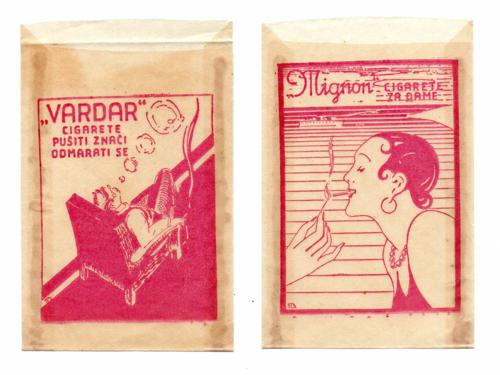 „VARDAR“
CIGARETE
PUŠITI ZNAČI
ODMARATI SE
„Mignon“ CIGARETE
ZA DAME